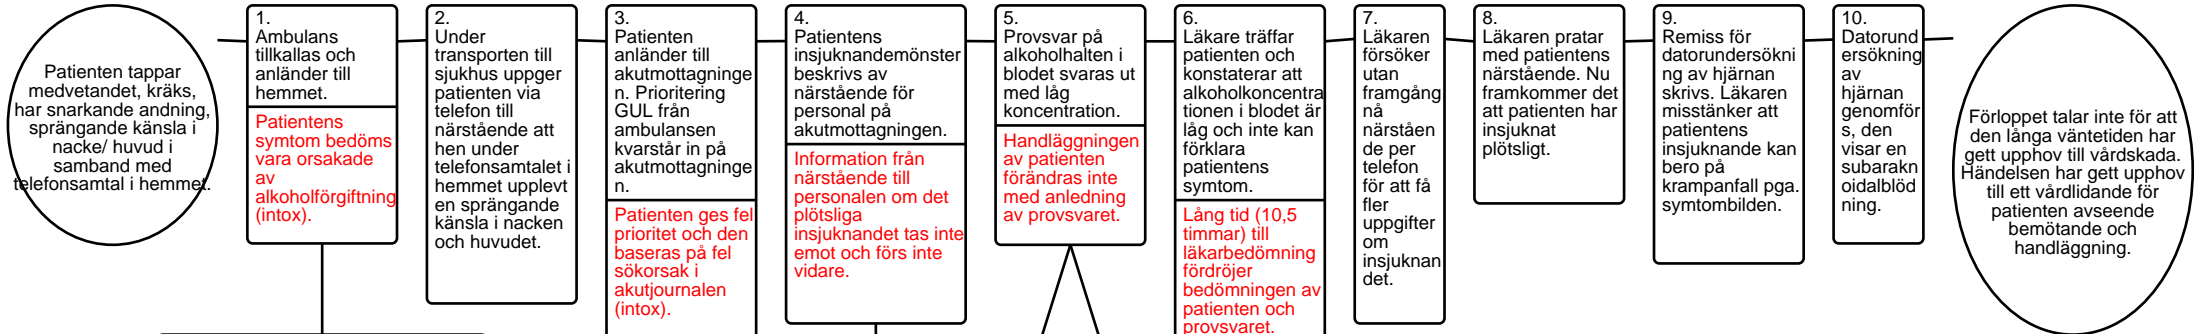 Patienten tappar
medvetandet, kräks,
har snarkande andning,
sprängande känsla i
nacke/ huvud i
samband med
telefonsamtal i hemmet.
1.
Ambulans
tillkallas och
anländer till
hemmet.
Patientens
symtom bedöms
vara orsakade
av
alkoholförgiftning
(intox).
2.
Under
transporten till
sjukhus uppger
patienten via
telefon till
närstående att
hen under
telefonsamtalet i
hemmet upplevt
en sprängande
känsla i nacken
och huvudet.
3.
Patienten
anländer till
akutmottagninge
n. Prioritering
GUL från
ambulansen
kvarstår in på
akutmottagninge
n.
Patienten ges fel
prioritet och den
baseras på fel
sökorsak i
akutjournalen
(intox).
4.
Patientens
insjuknandemönster
beskrivs av
närstående för
personal på
akutmottagningen.
Information från
närstående till
personalen om det
plötsliga
insjuknandet tas inte
emot och förs inte
vidare.
5.
Provsvar på
alkoholhalten i
blodet svaras ut
med låg
koncentration.
Handläggningen
av patienten
förändras inte
med anledning
av provsvaret.
6.
Läkare träffar
patienten och
konstaterar att
alkoholkoncentra
tionen i blodet är
låg och inte kan
förklara
patientens
symtom.
Lång tid (10,5
timmar) till
läkarbedömning
fördröjer
bedömningen av
patienten och
provsvaret.
7.
Läkaren
försöker
utan
framgång
nå
närståen
de per
telefon
för att få
fler
uppgifter
om
insjuknan
det.
8.
Läkaren pratar
med patientens
närstående. Nu
framkommer det
att patienten har
insjuknat
plötsligt.
9.
Remiss för
datorundersökni
ng av hjärnan
skrivs. Läkaren
misstänker att
patientens
insjuknande kan
bero på
krampanfall pga.
symtombilden.
10.
Datorund
ersökning
av
hjärnan
genomför
s, den
visar en
subarakn
oidalblöd
ning.
Förloppet talar inte för att
den långa väntetiden har
gett upphov till vårdskada.
Händelsen har gett upphov
till ett vårdlidande för
patienten avseende
bemötande och
handläggning.